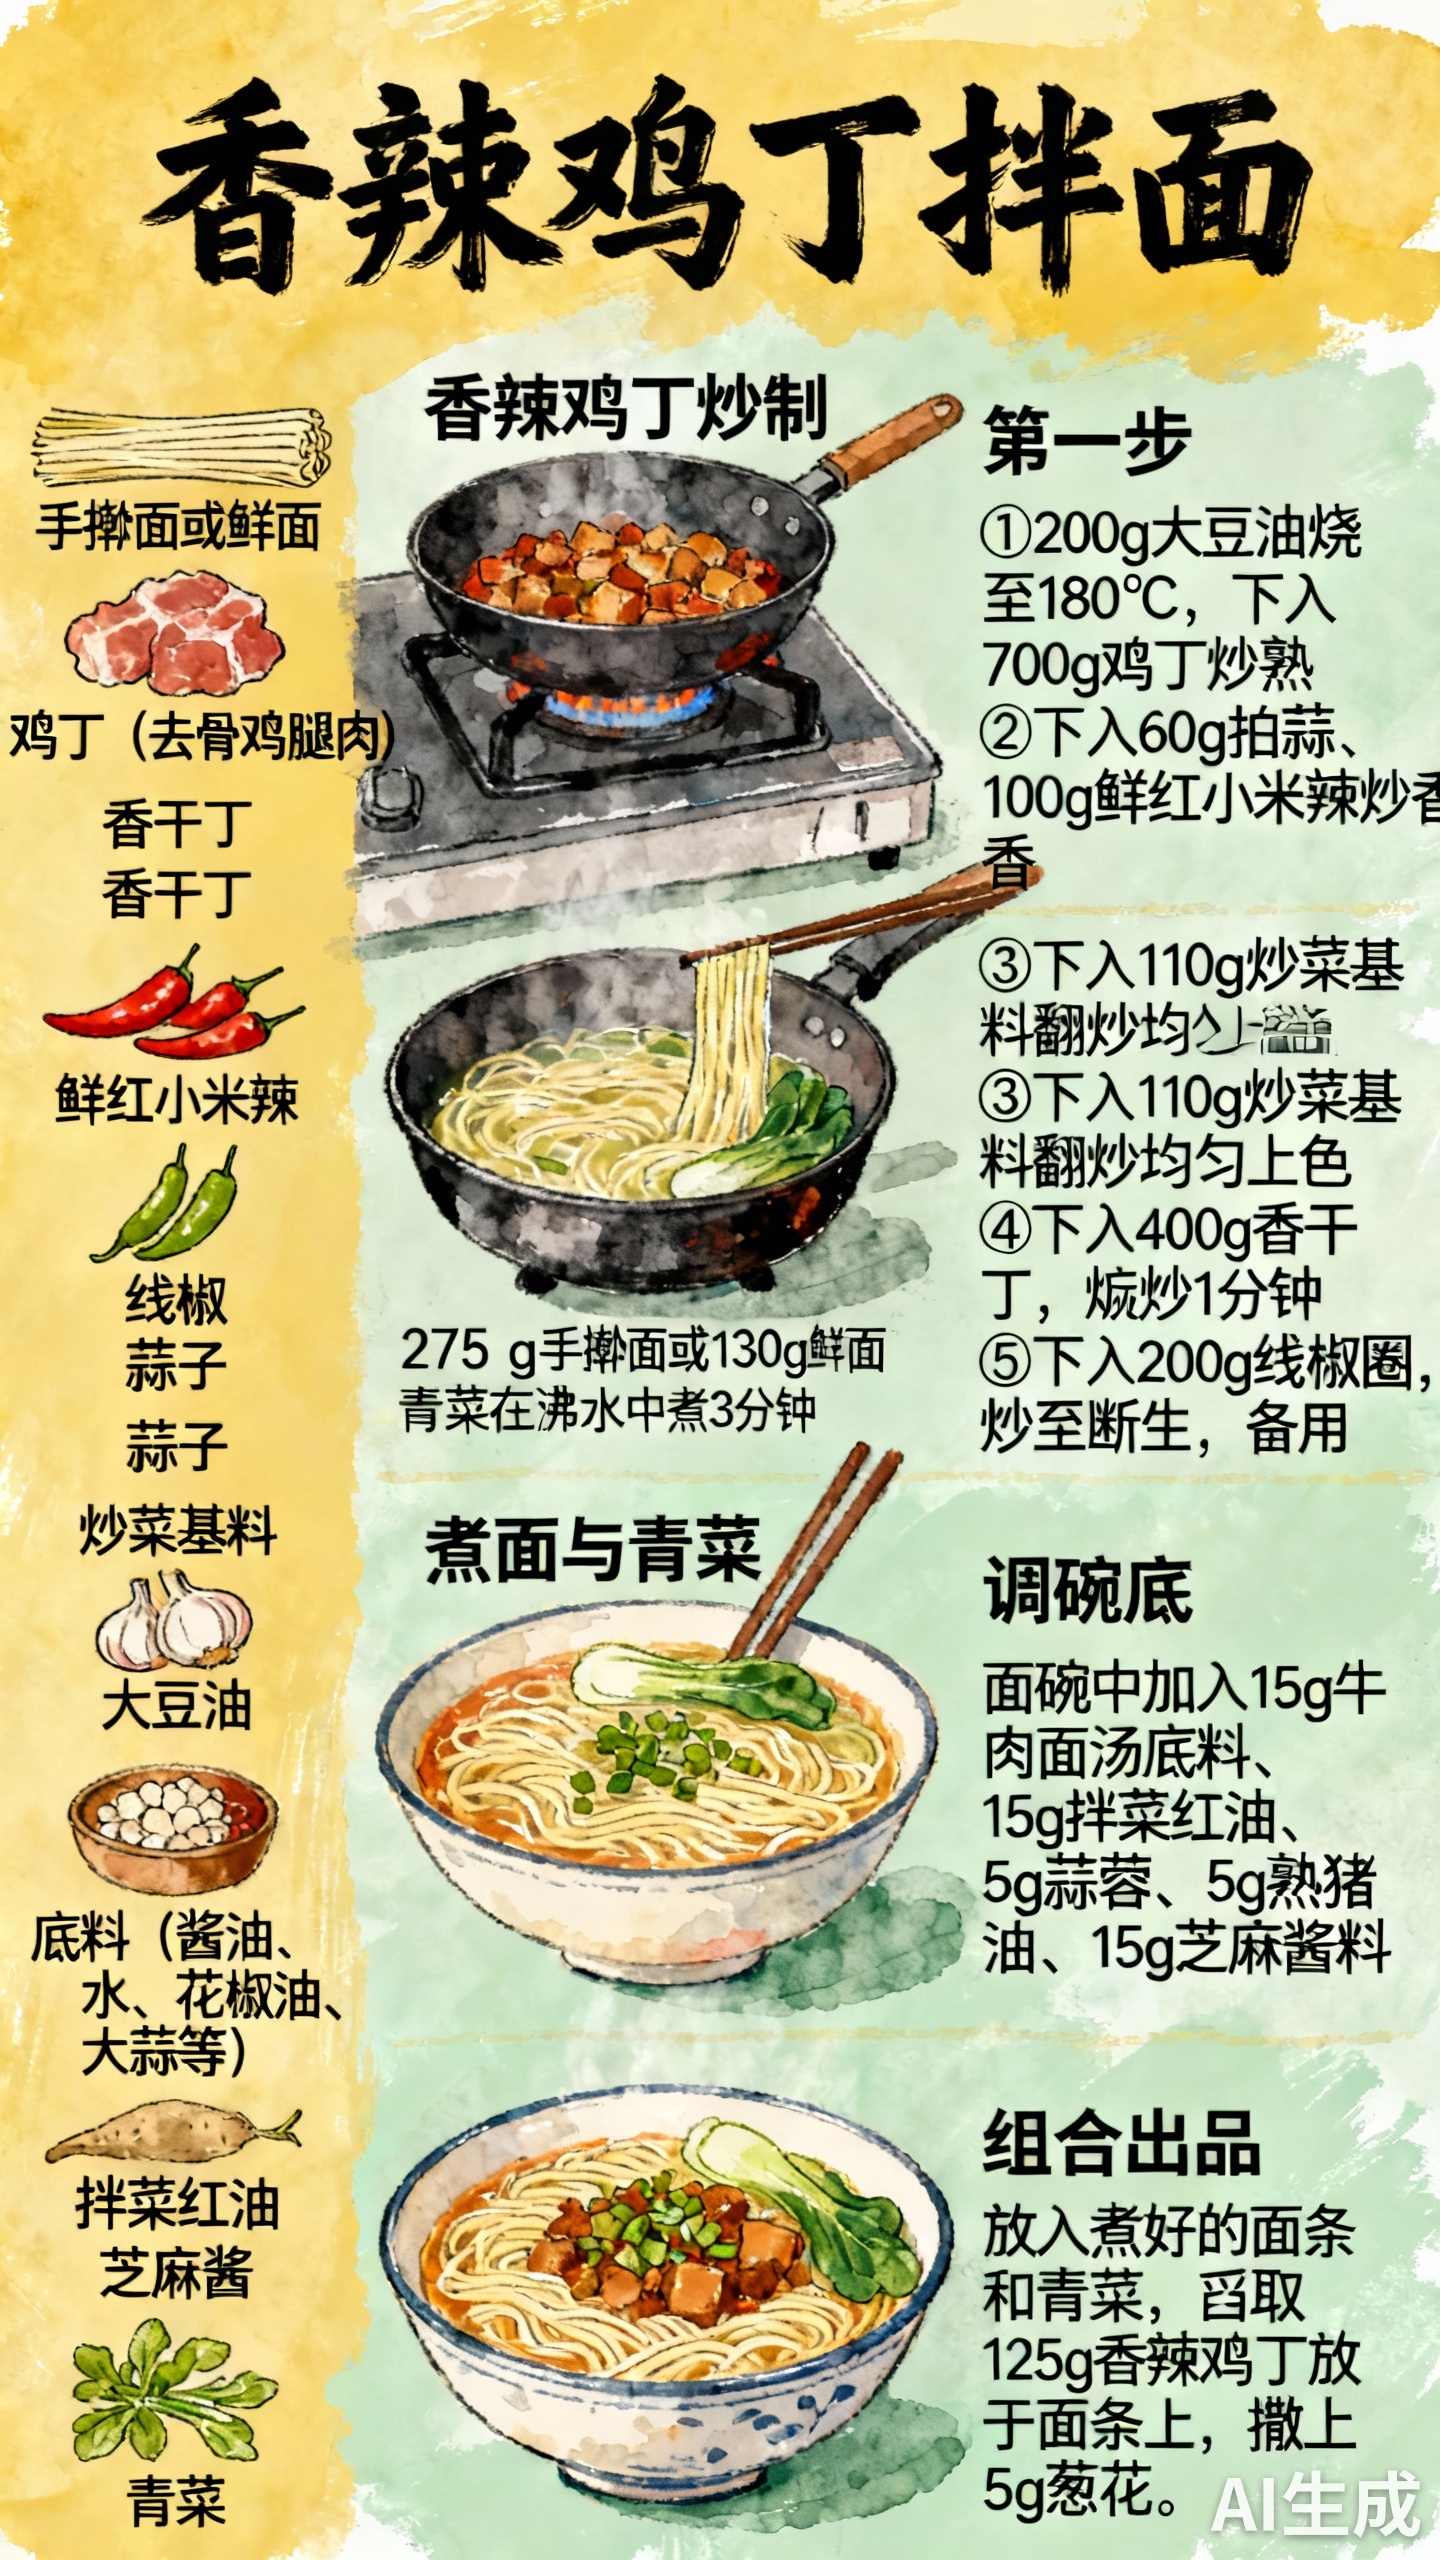 香辣鸡丁拌面
手擀面或鲜面
鸡丁（去骨鸡腿肉）
香干丁
香干丁
鲜红小米辣
线椒
蒜子
蒜子
炒菜基料
大豆油
底料（酱油、
水、花椒油、
大蒜等）
拌菜红油
芝麻酱
青菜
香辣鸡丁炒制
275 g手擀面或130g鲜面
青菜在沸水中煮3分钟
煮面与青菜
第一步
①200g大豆油烧
至180℃，下入
700g鸡丁炒熟
②下入60g拍蒜、
100g鲜红小米辣炒香
香
③下入110g炒菜基
料翻炒均
③下入110g炒菜基
料翻炒均匀上色
④下入400g香干
丁，炒1分钟
⑤下入200g线椒圈，
炒至断生，备用
调碗底
面碗中加入15g牛
肉面汤底料、
15g拌菜红油、
5g蒜蓉、5g熟猪
油、15g芝麻酱料
组合出品
放入煮好的面条
和青菜，舀取
125g香辣鸡丁放
于面条上，撒上
5g葱花。
AI生成